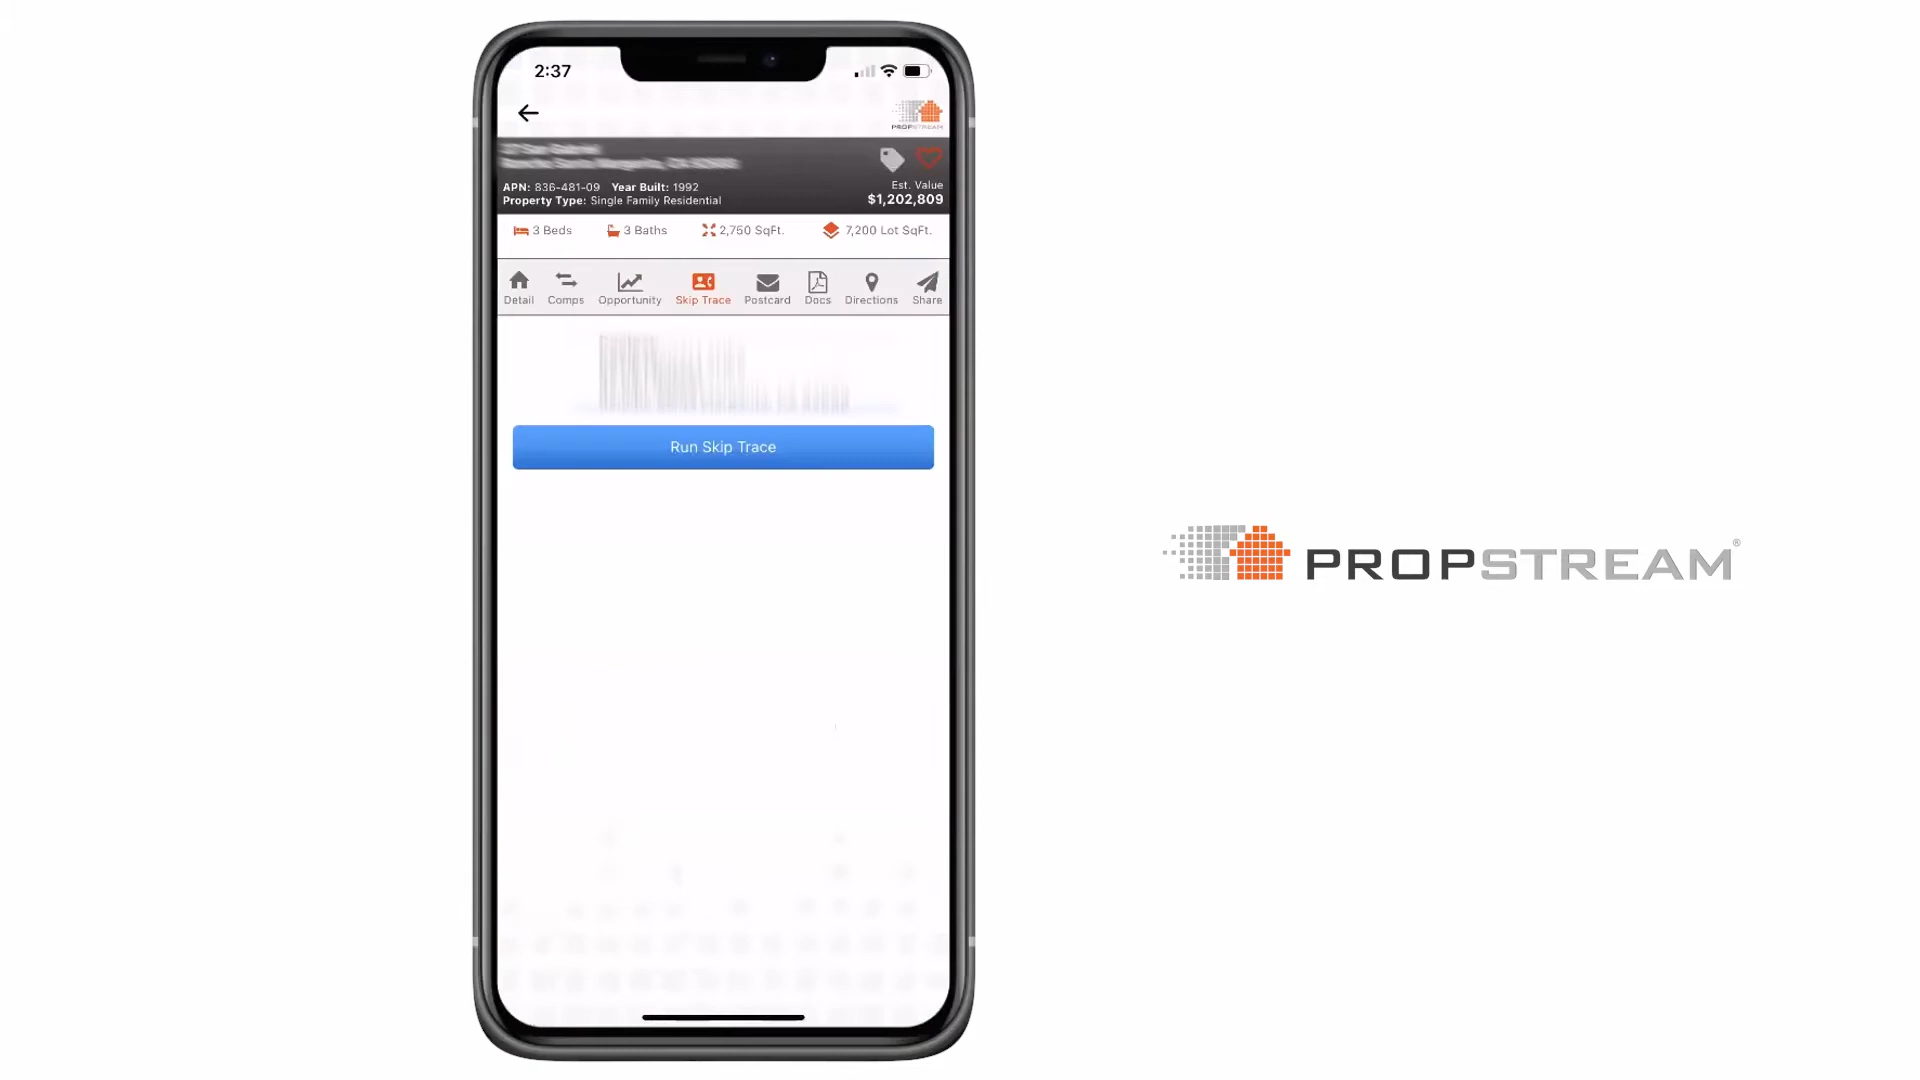 2:37
PROPSTREAM
APN: 836-481-09 Year Built: 1992
Property Type: Single Family Residential
Est. Value
$1,202,809
3 Beds 3 Baths 2,750 SqFt. 7,200 Lot SqFt.
Detail Comps Opportunity Skip Trace Postcard Docs Directions Share
Run Skip Trace
PROPSTREAM®